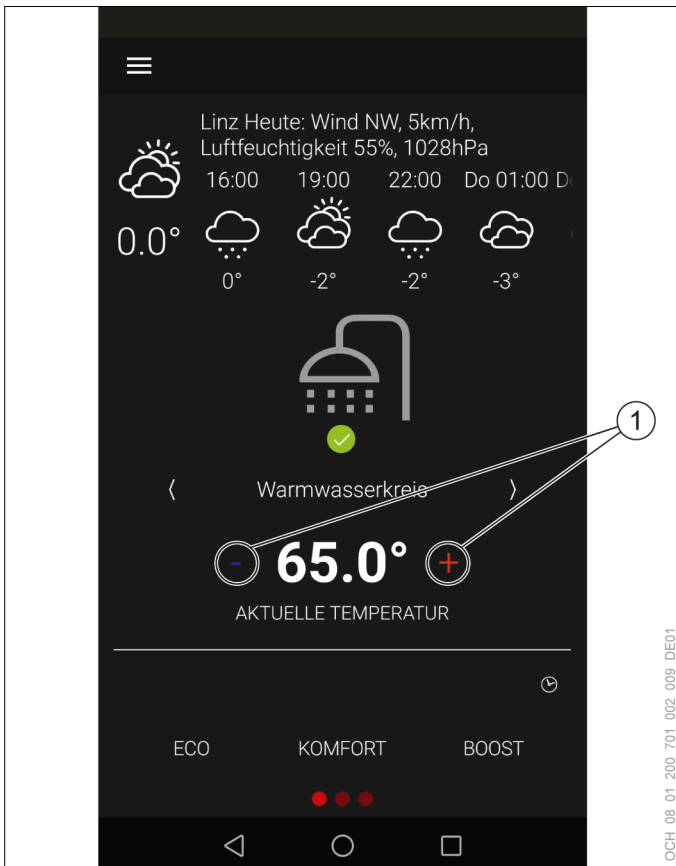 Linz Heute: Wind NW, 5km/h,
Luftfeuchtigkeit 55%, 1028hPa
16:00 19:00 22:00 Do 01:00 Do
0.0°
0° -2° -2° -3°
1
〈 Warmwasserkreis 〉
- 65.0° +
AKTUELLE TEMPERATUR
ECO KOMFORT BOOST
OCH 08 01 200 701 002 009 DE01